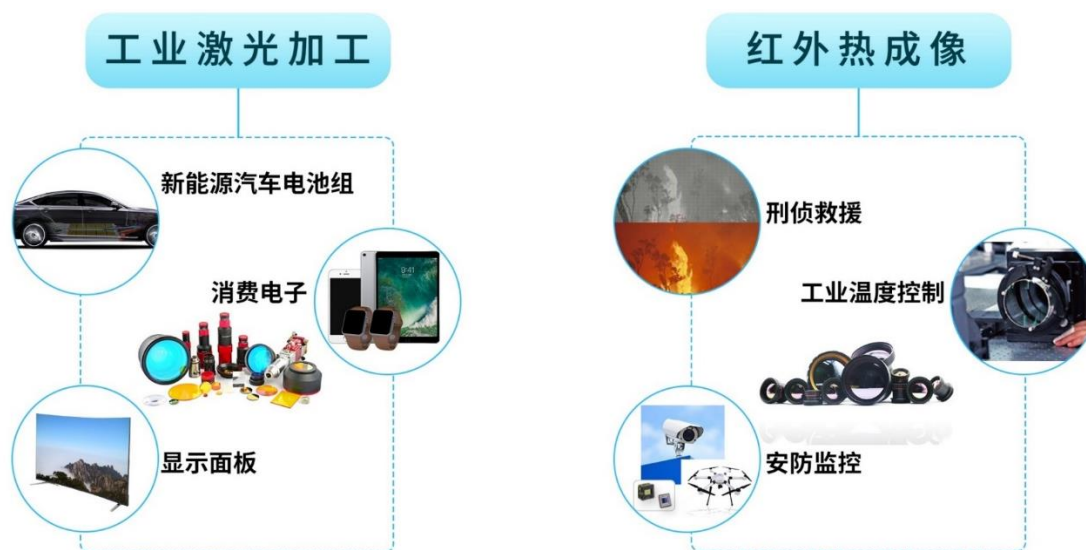 工业激光加工
红外热成像
新能源汽车电池组
消费电子
显示面板
刑侦救援
工业温度控制
安防监控
9:41